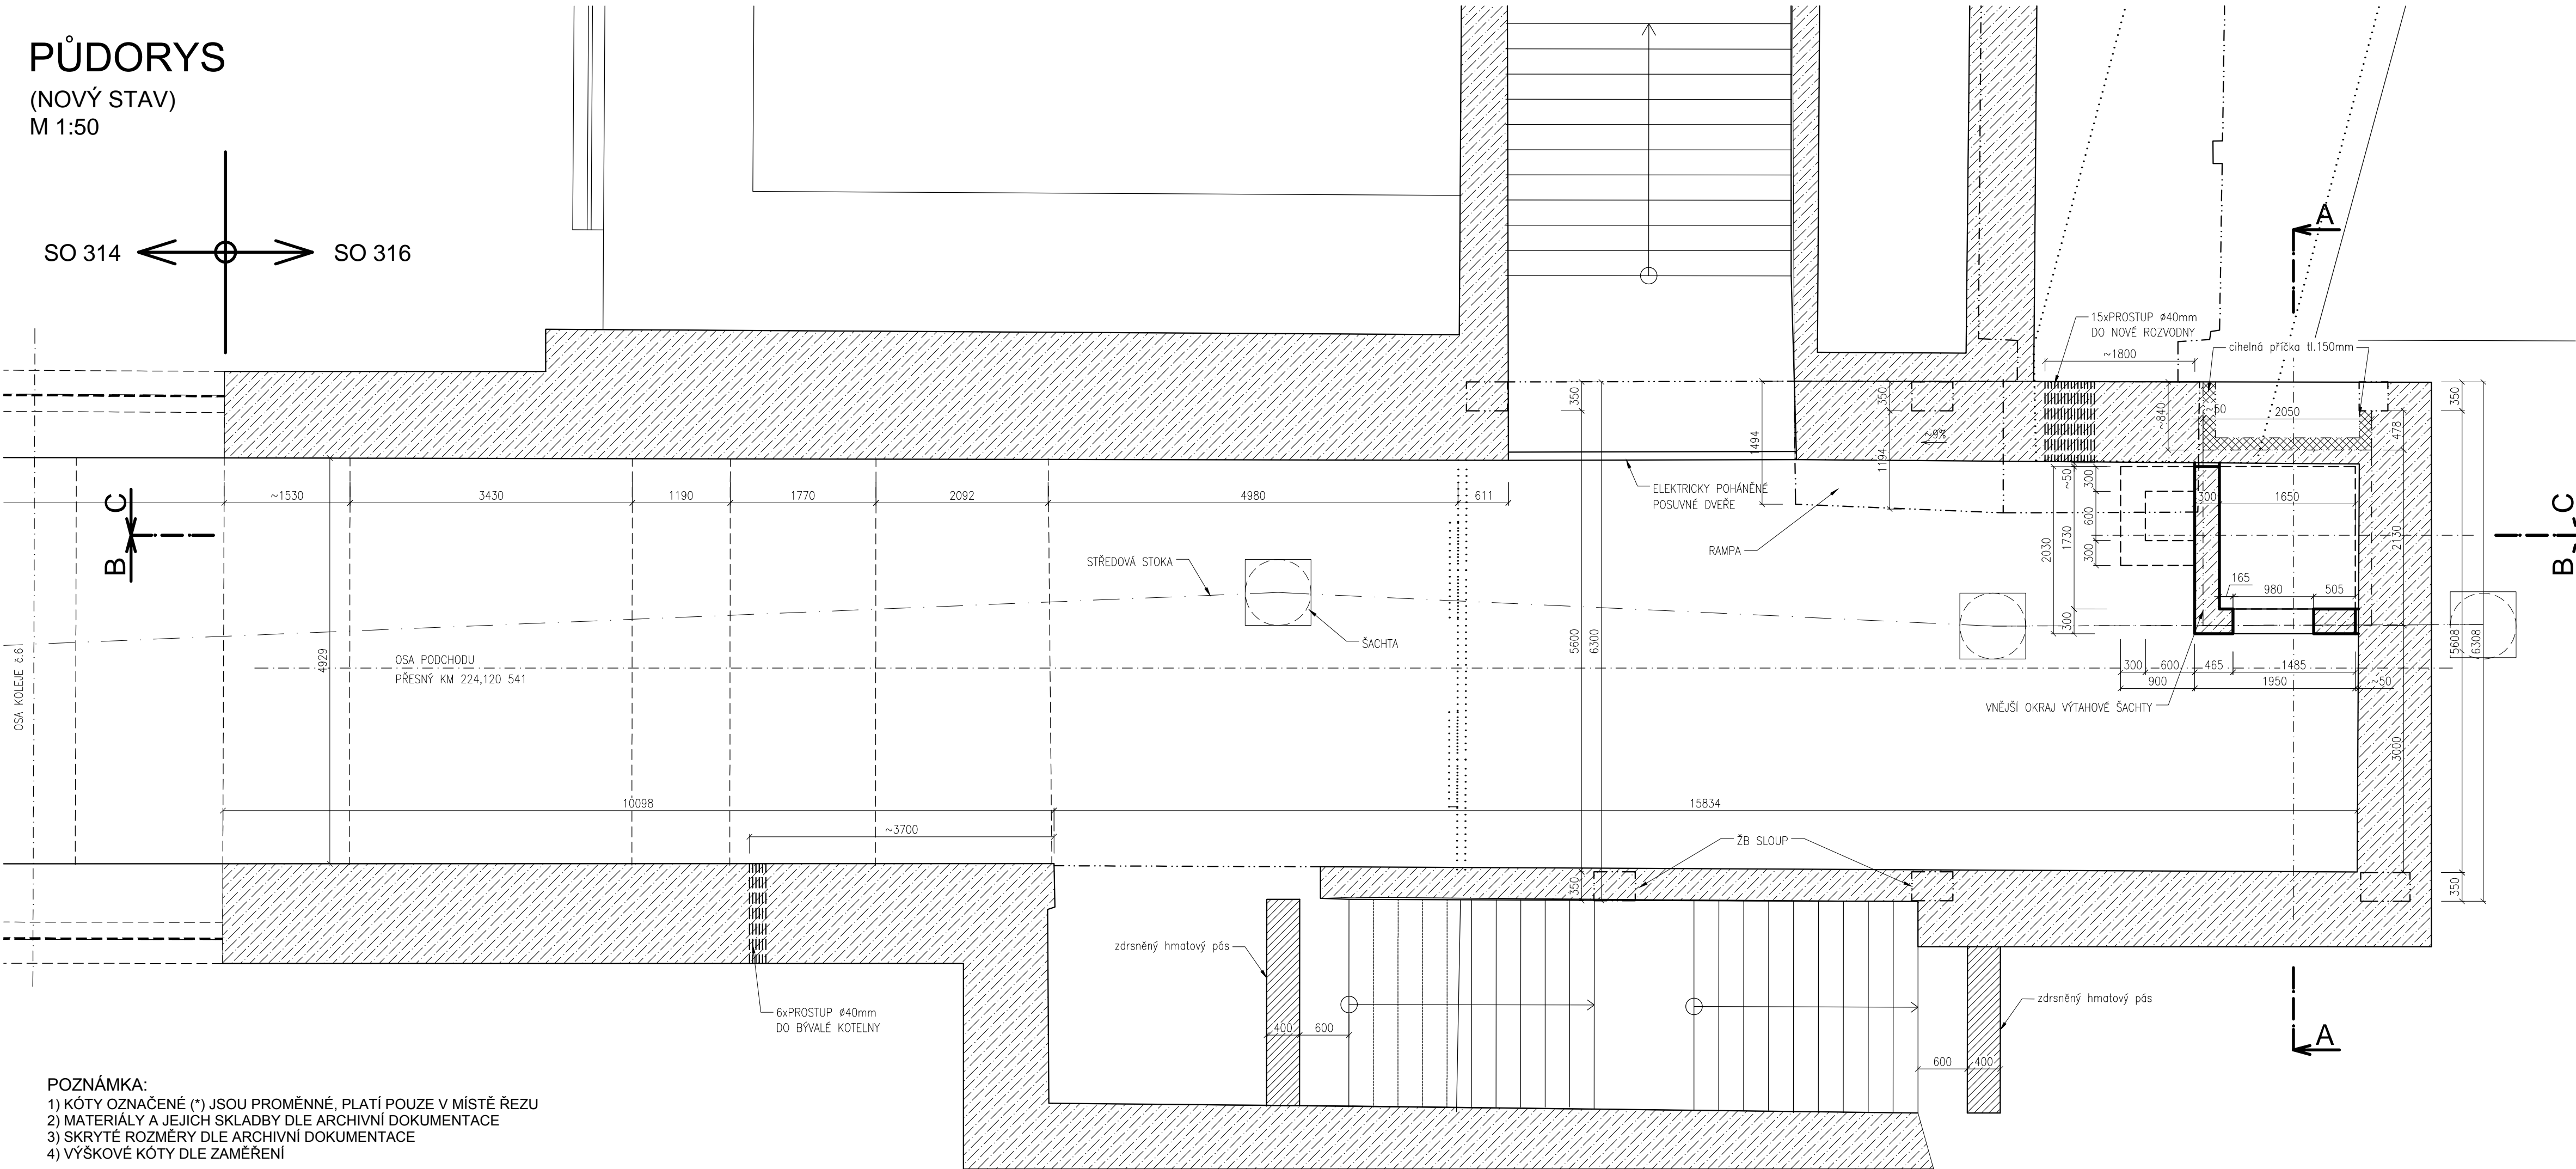 PŮDORYS
(NOVÝ STAV)
M 1:50
SO 314
SO 316
A
15xPROSTUP ø40mm
DO NOVÉ ROZVODNY
~1800
cihelná příčka tl.150mm
350
350
350
~840
~50
2050
478
1494
1194
~9%
5600
6300
ELEKTRICKY POHÁNĚNÉ
POSUVNÉ DVEŘE
RAMPA
~1530
3430
1190
1770
2092
4980
611
C
B
C
B
~50
300
300
1650
600
1730
2030
300
2130
300
165
980
505
STŘEDOVÁ STOKA
ŠACHTA
OSA PODCHODU
PŘESNÝ KM 224,120 541
4929
OSA KOLEJE č.6
5608
6308
300
600
465
1485
900
1950
~50
VNĚJŠÍ OKRAJ VÝTAHOVÉ ŠACHTY
3000
10098
15834
~3700
ŽB SLOUP
350
350
zdrsněný hmatový pás
zdrsněný hmatový pás
6xPROSTUP ø40mm
DO BÝVALÉ KOTELNY
400
600
600
400
A
POZNÁMKA:
1) KÓTY OZNAČENÉ (*) JSOU PROMĚNNÉ, PLATÍ POUZE V MÍSTĚ ŘEZU
2) MATERIÁLY A JEJICH SKLADBY DLE ARCHIVNÍ DOKUMENTACE
3) SKRYTÉ ROZMĚRY DLE ARCHIVNÍ DOKUMENTACE
4) VÝŠKOVÉ KÓTY DLE ZAMĚŘENÍ